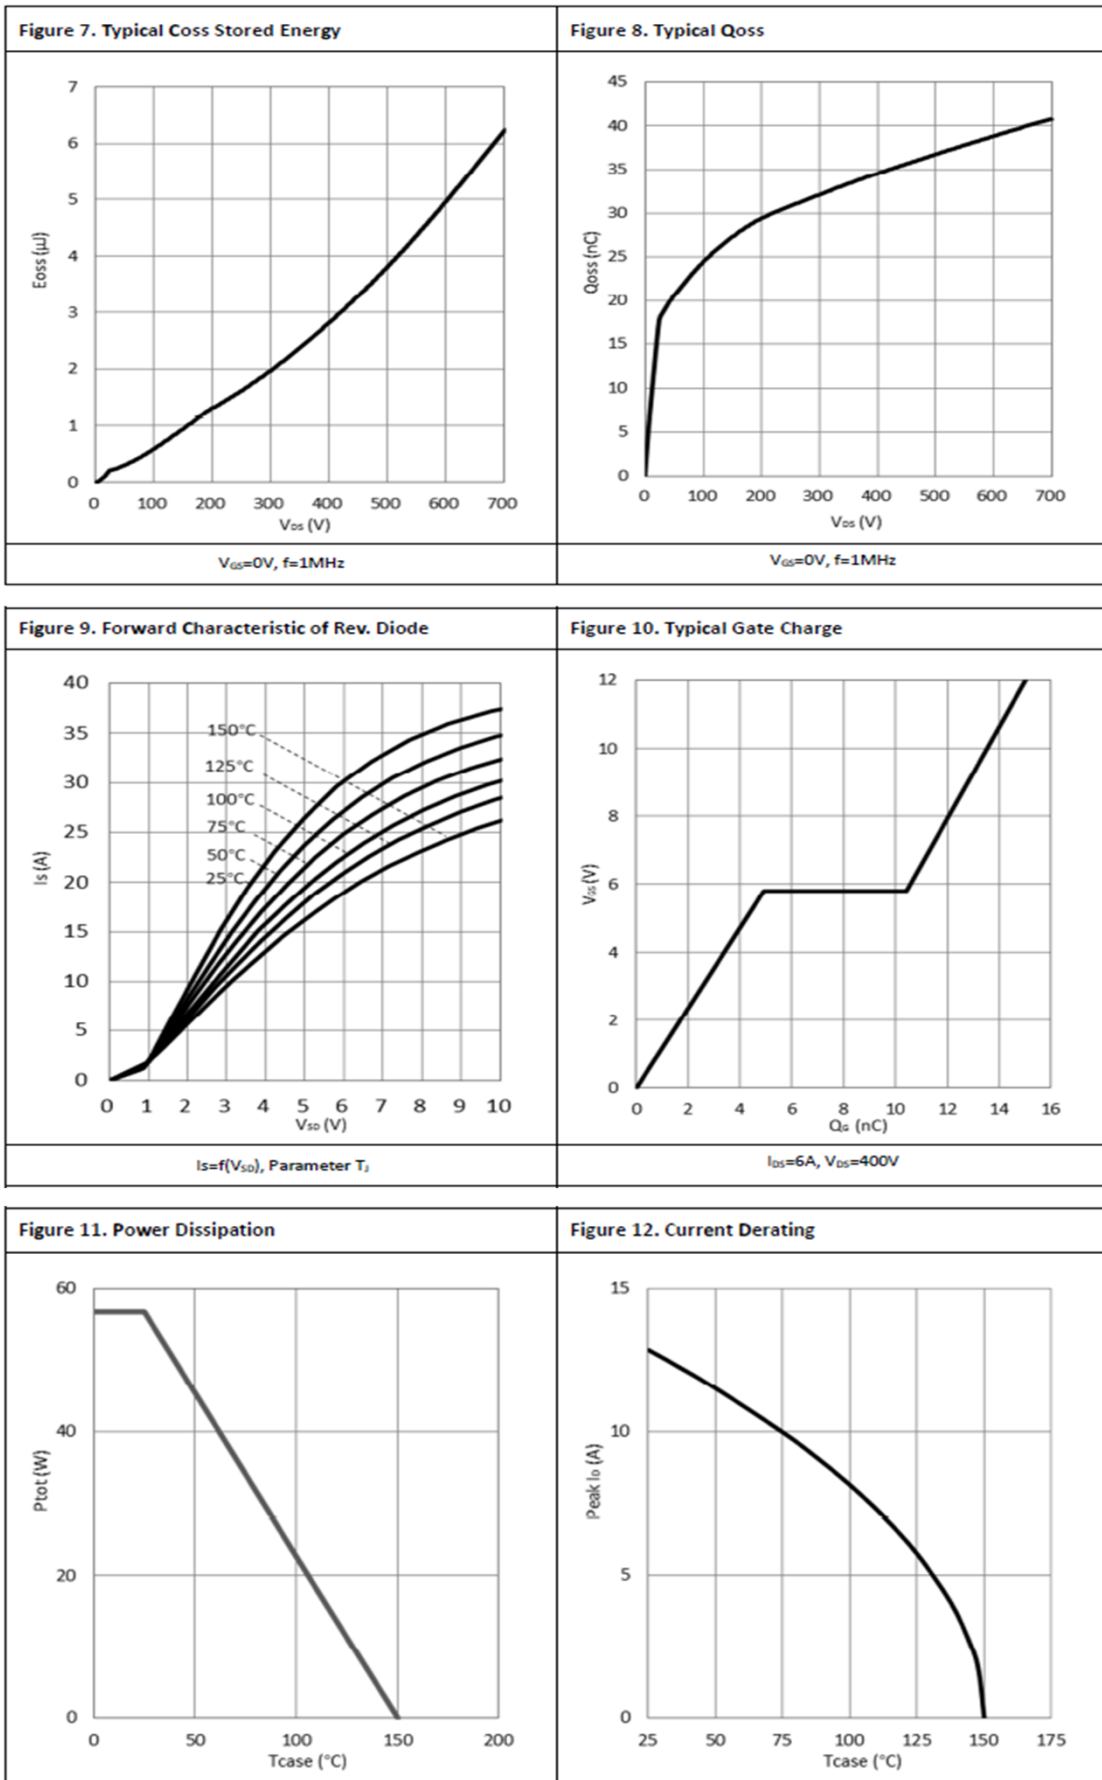 Figure 7. Typical Coss Stored Energy
7
6
5
4
3
2
1
0
Eoss (µJ)
0 100 200 300 400 500 600 700
VDS (V)
VGS=0V, f=1MHz
Figure 8. Typical Qoss
45
40
35
30
25
20
15
10
5
0
Qoss (nC)
0 100 200 300 400 500 600 700
VDS (V)
VGS=0V, f=1MHz
Figure 9. Forward Characteristic of Rev. Diode
40
35
30
25
20
15
10
5
0
Is (A)
150°C
125°C
100°C
75°C
50°C
25°C
0 1 2 3 4 5 6 7 8 9 10
VSD (V)
Is=f(VSD), Parameter TJ
Figure 10. Typical Gate Charge
12
10
8
6
4
2
0
VGS (V)
0 2 4 6 8 10 12 14 16
QG (nC)
IDS=6A, VDS=400V
Figure 11. Power Dissipation
60
40
20
0
Ptot (W)
0 50 100 150 200
Tcase (°C)
Figure 12. Current Derating
15
10
5
0
Peak ID (A)
25 50 75 100 125 150 175
Tcase (°C)